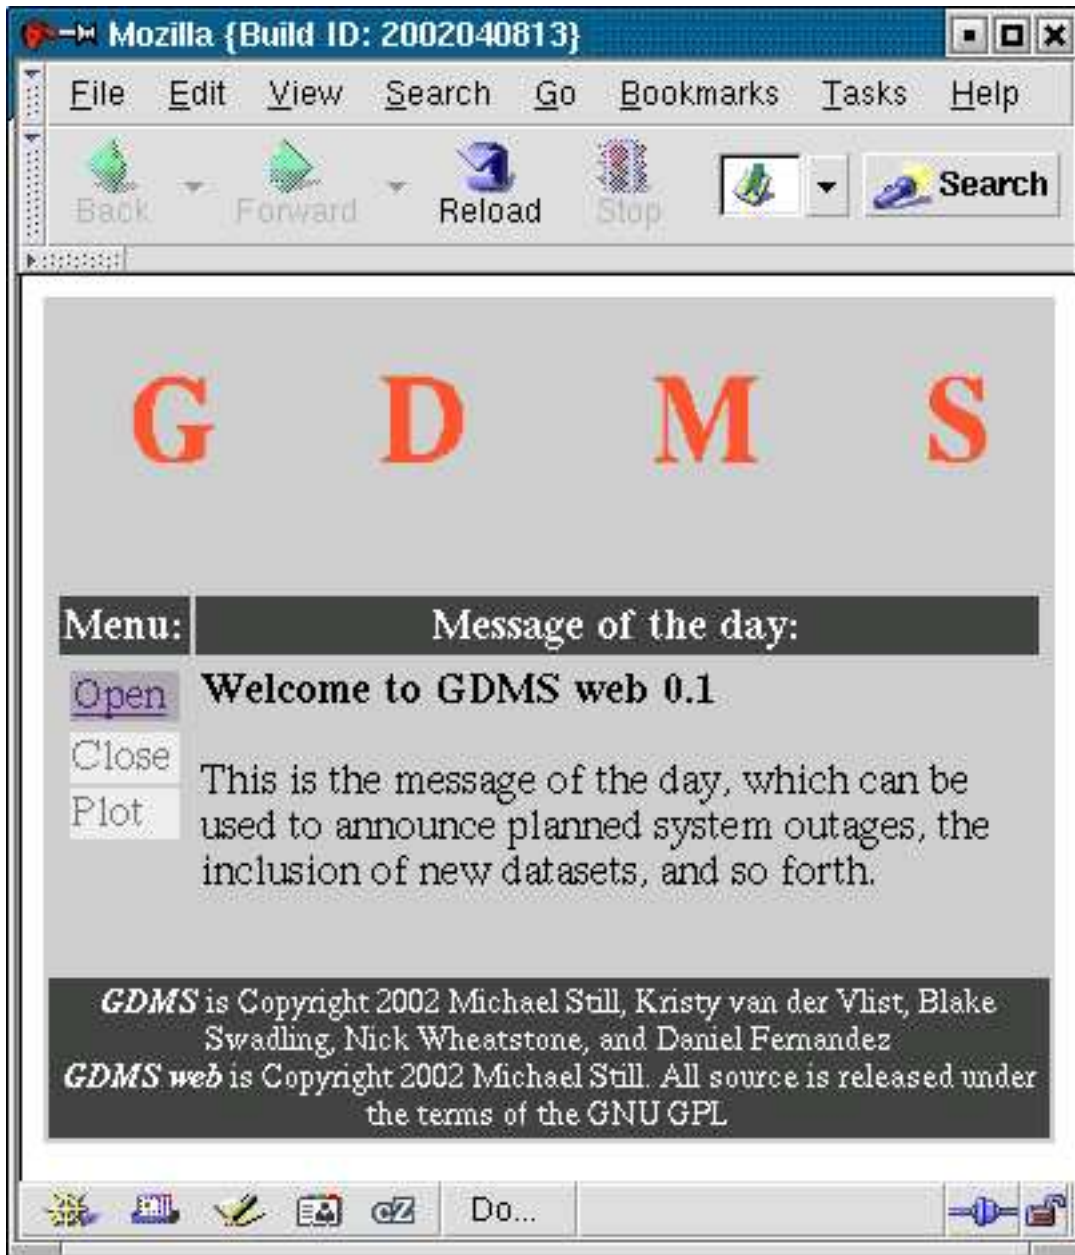 Mozilla {Build ID: 2002040813}
File Edit View Search Go Bookmarks Tasks Help
Back Forward Reload Stop Search
G D M S
Menu: Message of the day:
Open
Close
Plot
Welcome to GDMS web 0.1
This is the message of the day, which can be
used to announce planned system outages, the
inclusion of new datasets, and so forth.
GDMS is Copyright 2002 Michael Still, Kristy van der Vlist, Blake
Swadling, Nick Wheatstone, and Daniel Fernandez
GDMS web is Copyright 2002 Michael Still. All source is released under
the terms of the GNU GPL
cZ Do...